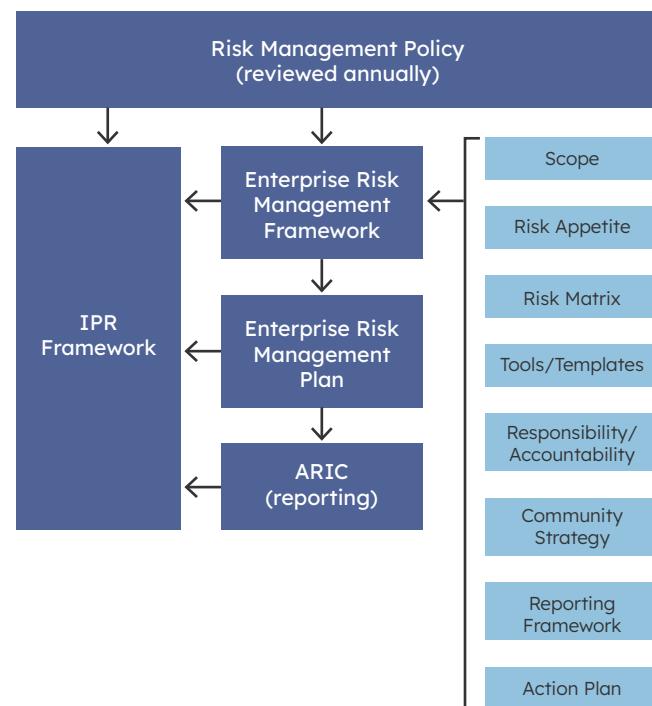 Risk Management Policy
(reviewed annually)
IPR
Framework
Enterprise Risk
Management
Framework
Enterprise Risk
Management
Plan
ARIC
(reporting)
Scope
Risk Appetite
Risk Matrix
Tools/Templates
Responsibility/
Accountability
Community
Strategy
Reporting
Framework
Action Plan